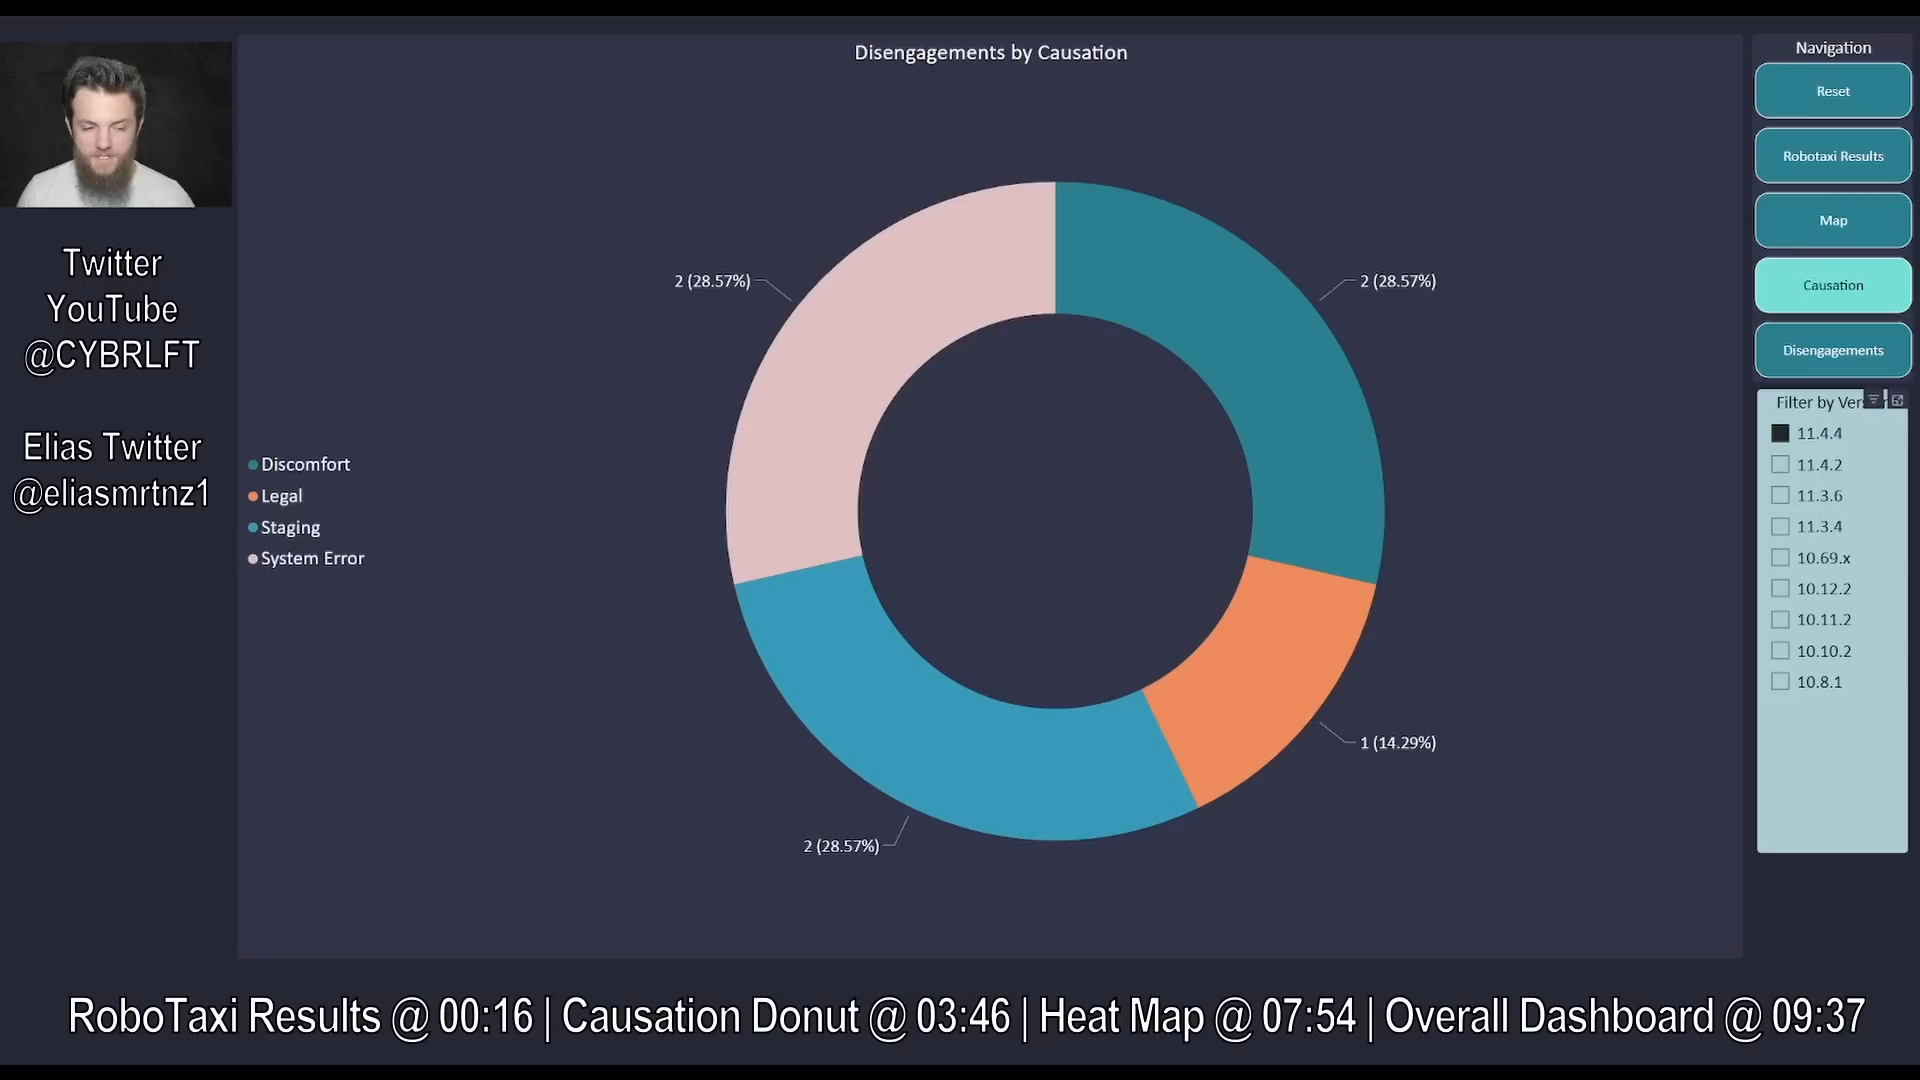 Disengagements by Causation
Twitter
YouTube
@CYBRLFT
Elias Twitter
@eliasmrtnz1
2 (28.57%)
2 (28.57%)
1 (14.29%)
2 (28.57%)
Discomfort
Legal
Staging
System Error
Navigation
Reset
Robotaxi Results
Map
Causation
Disengagements
Filter by Ver
11.4.4
11.4.2
11.3.6
11.3.4
10.69.x
10.12.2
10.11.2
10.10.2
10.8.1
RoboTaxi Results @ 00:16 | Causation Donut @ 03:46 | Heat Map @ 07:54 | Overall Dashboard @ 09:37